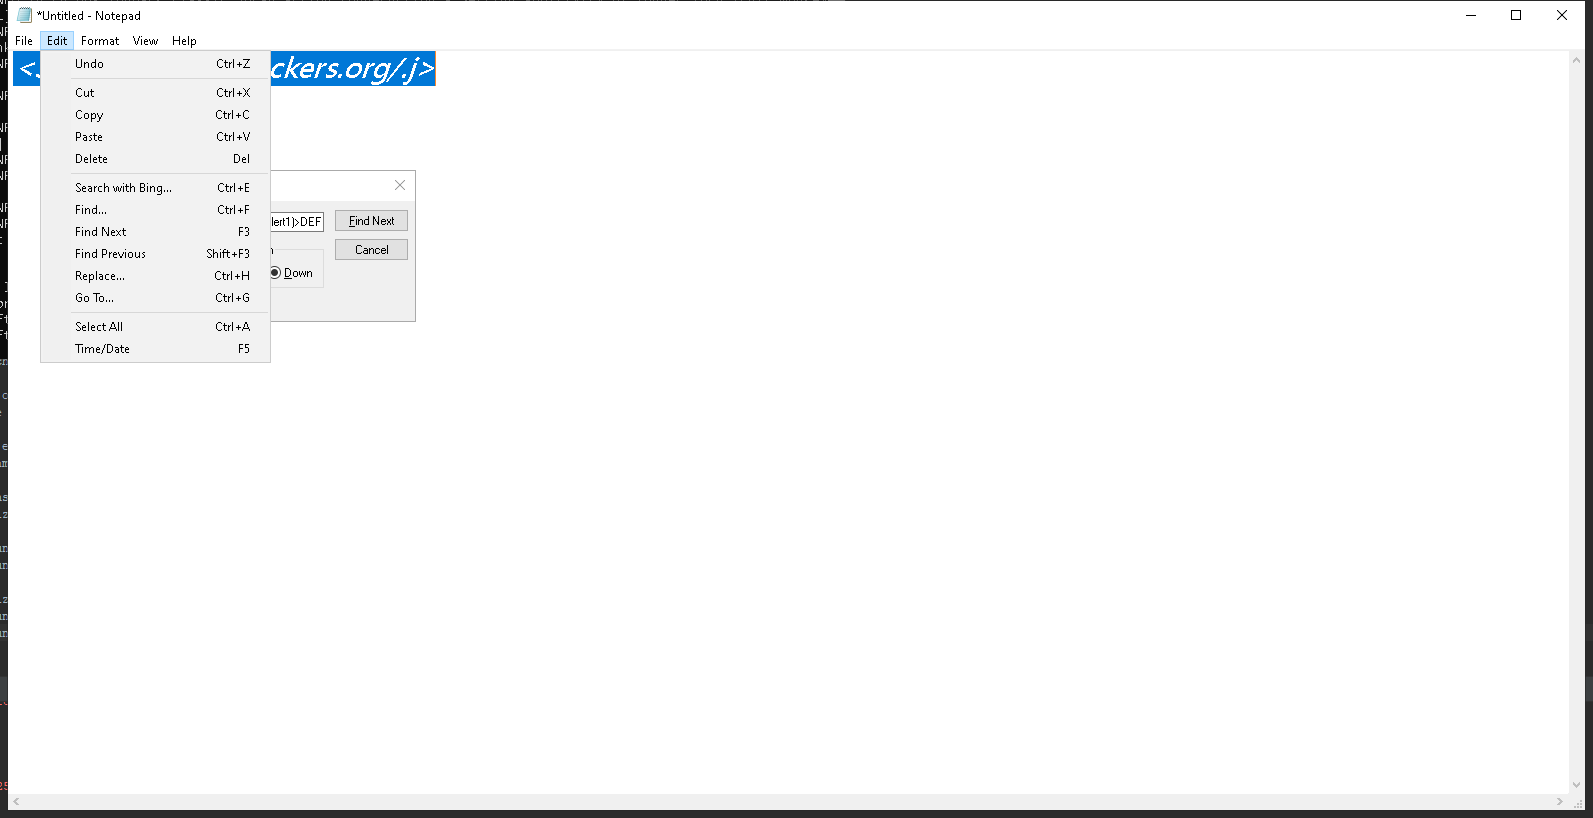 *Untitled - Notepad
File Edit Format View Help
ckers.org/.j>
Undo Ctrl+Z
Cut Ctrl+X
Copy Ctrl+C
Paste Ctrl+V
Delete Del
Search with Bing... Ctrl+E
Find... Ctrl+F
Find Next F3
Find Previous Shift+F3
Replace... Ctrl+H
Go To... Ctrl+G
Select All Ctrl+A
Time/Date F5
lert1)>DEF Find Next
Cancel
Down